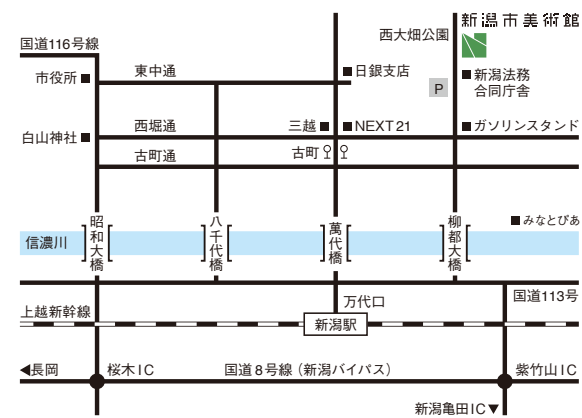 新潟市美術館
西大畑公園
国道116号線
市役所
東中通
日銀支店
P
新潟法務
合同庁舎
白山神社
西堀通
三越
NEXT21
ガソリンスタンド
古町通
古町
みなとぴあ
信濃川
昭和大橋
八千代橋
萬代橋
柳都大橋
国道113号
上越新幹線
万代口
新潟駅
◀長岡
桜木IC
国道8号線（新潟バイパス）
紫竹山IC
新潟亀田IC▼